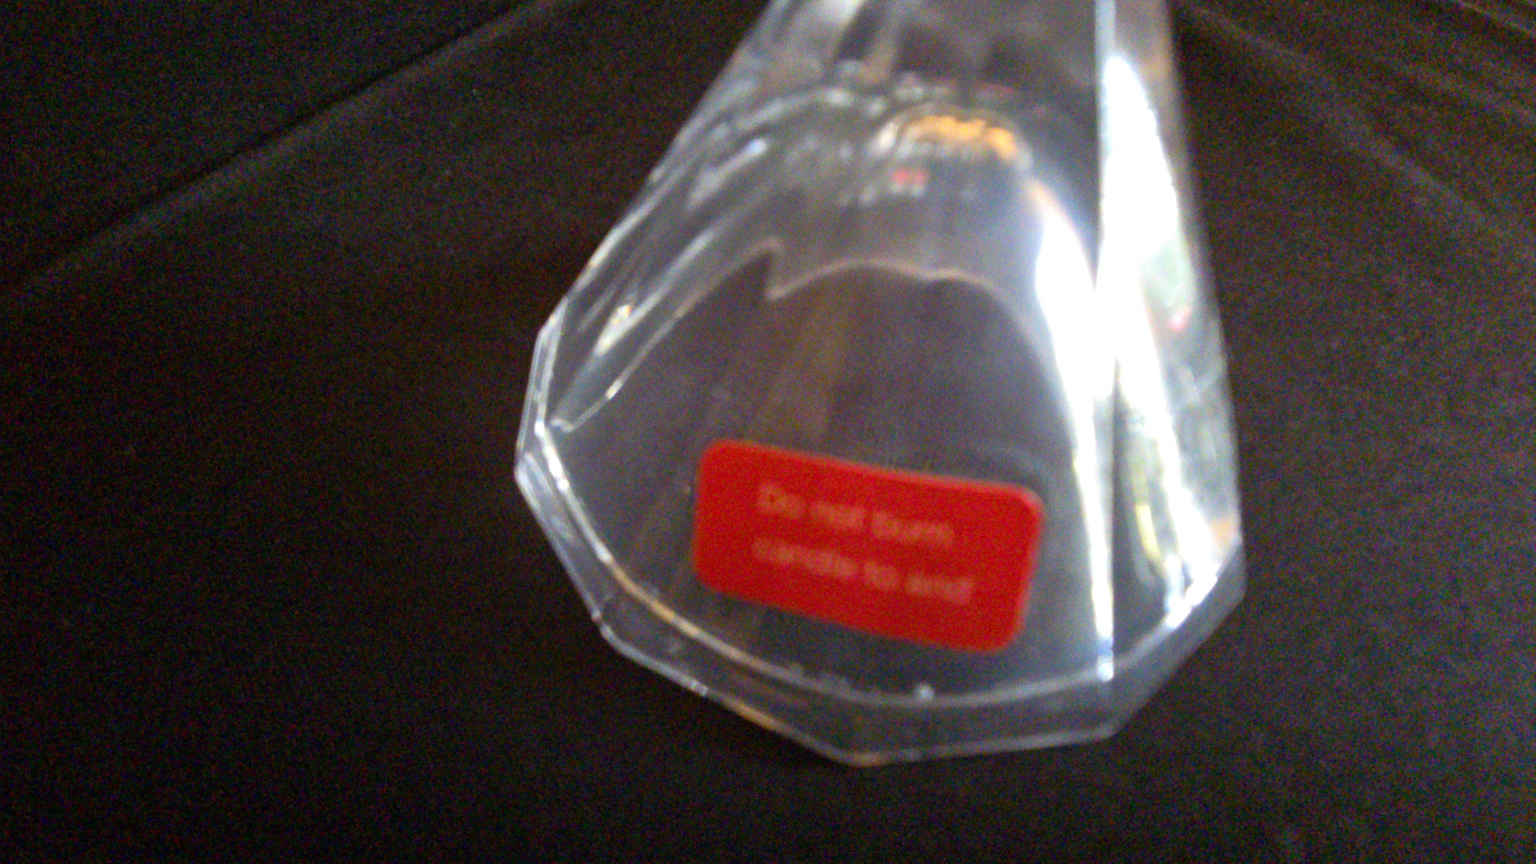 Do not burn
candle to end